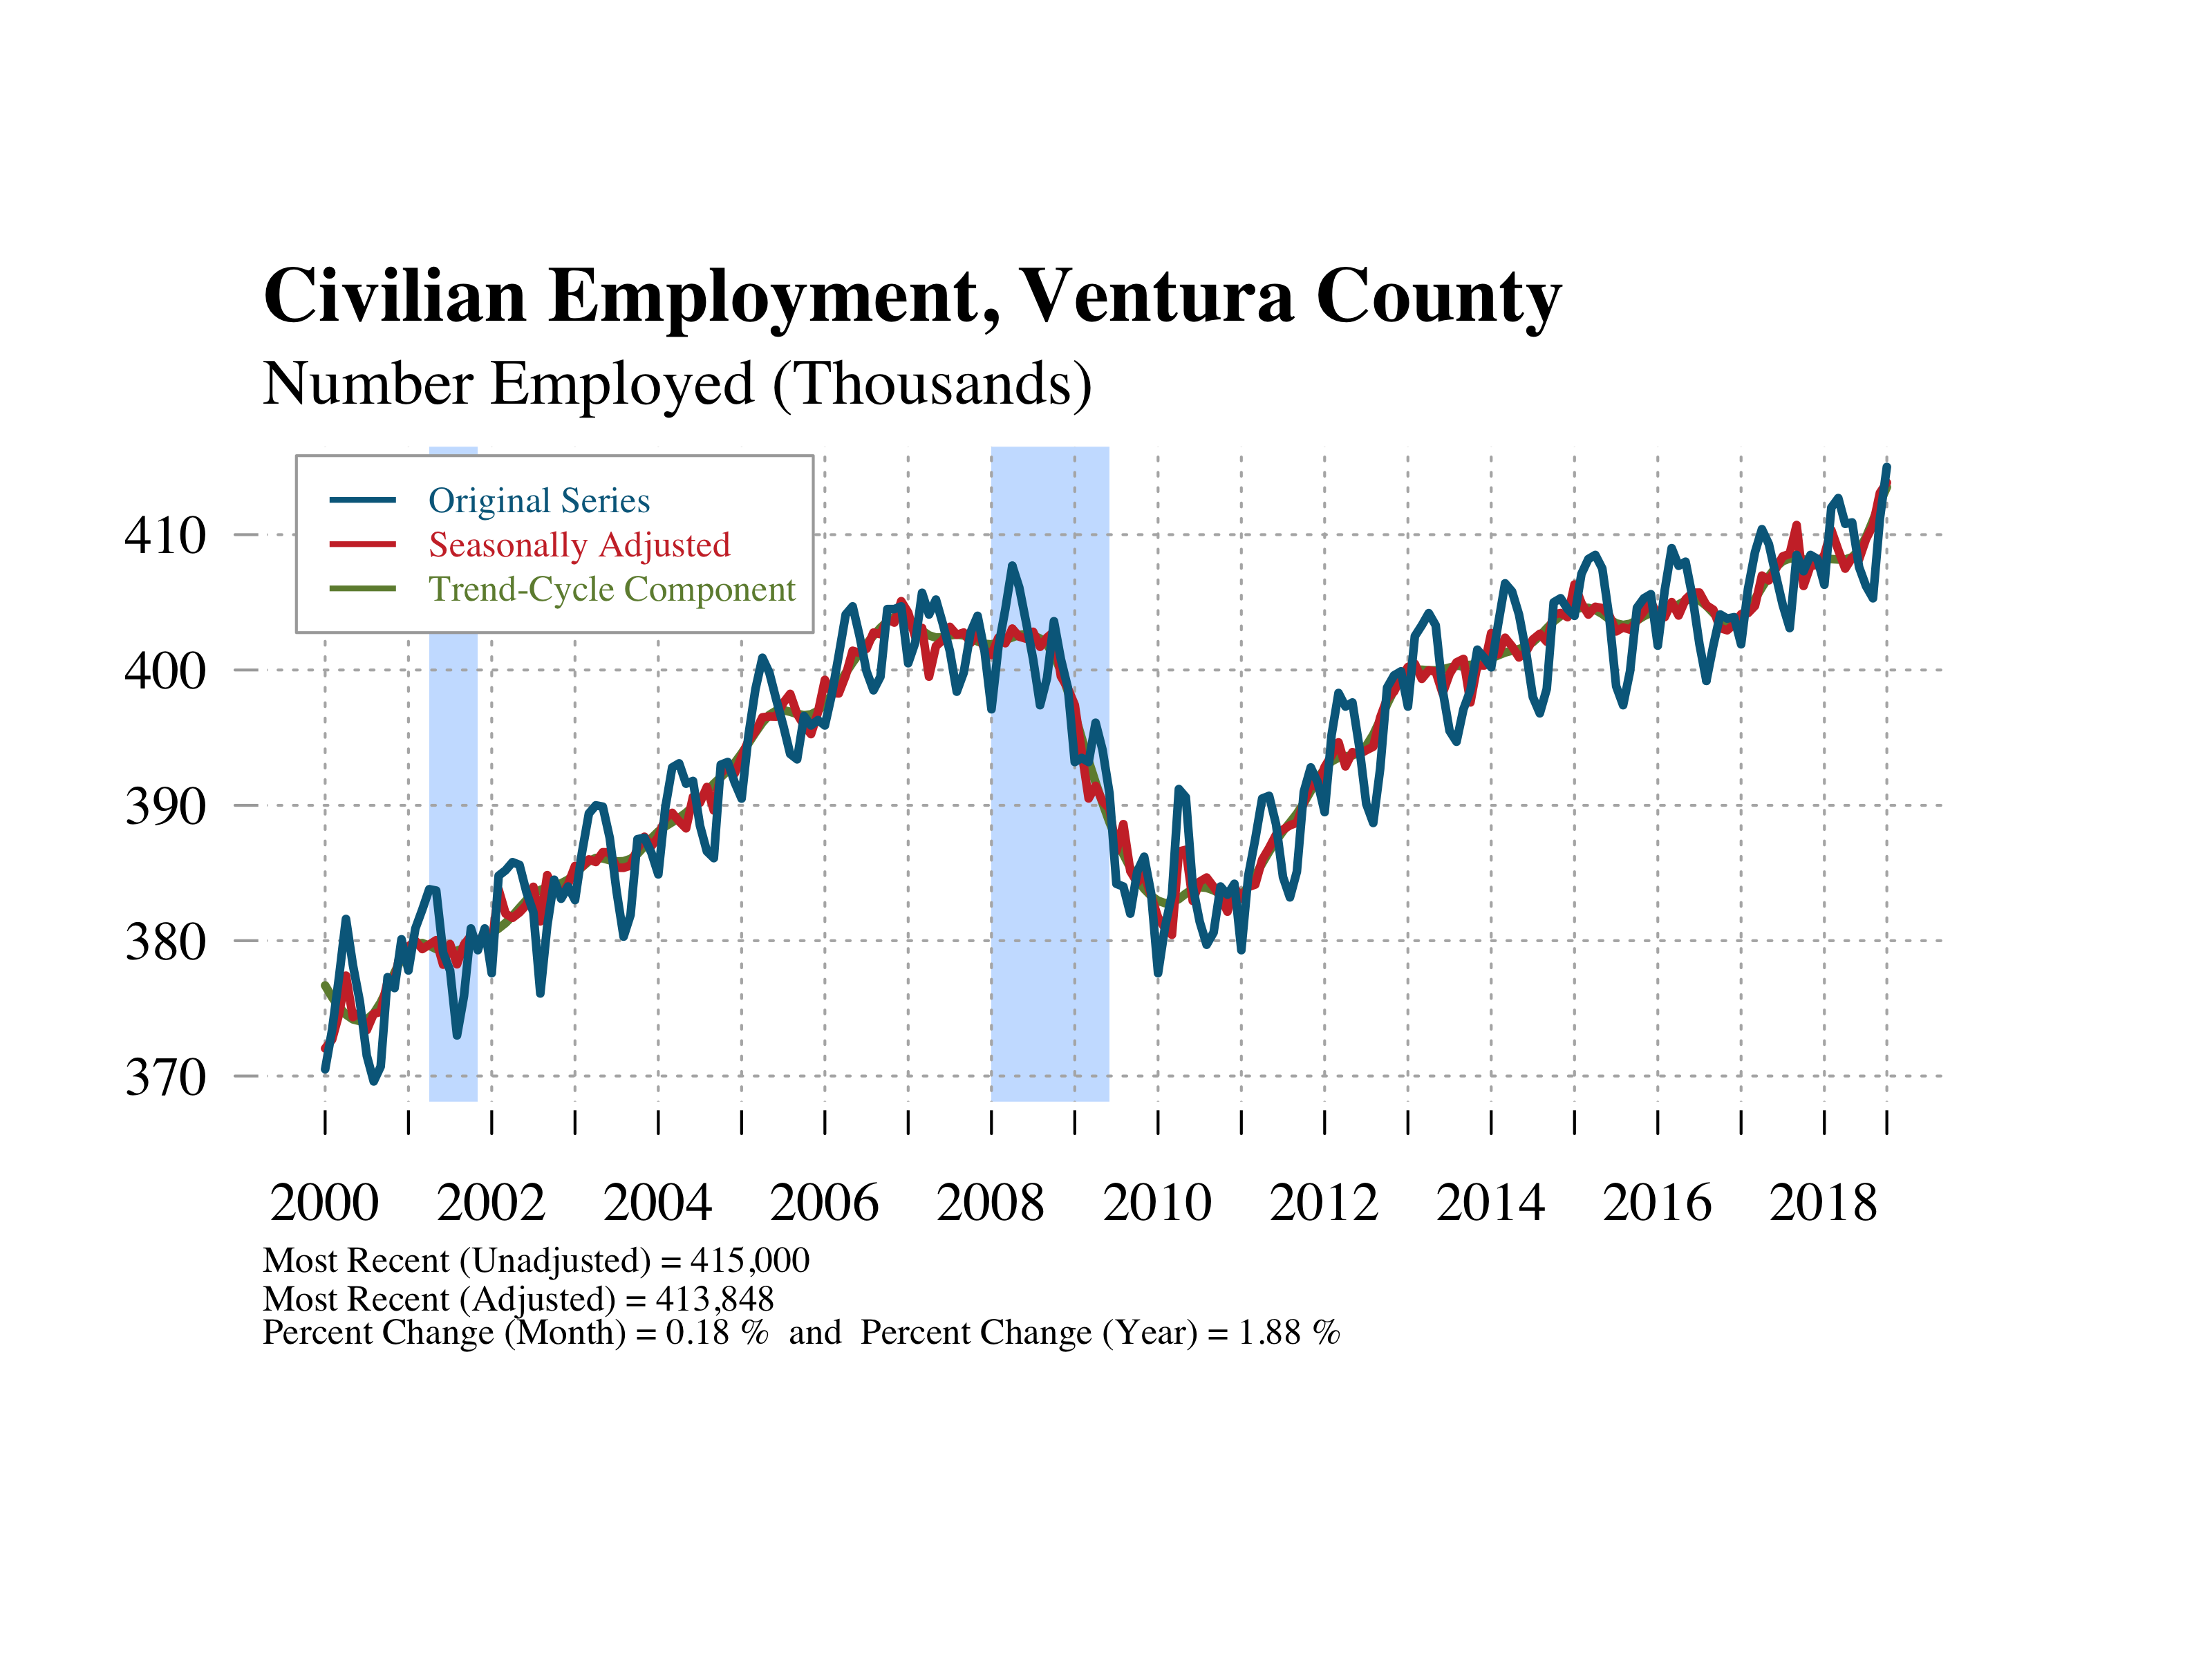 Civilian Employment, Ventura County
Number Employed (Thousands)
Original Series
Seasonally Adjusted
Trend-Cycle Component
410
400
390
380
370
2000 2002 2004 2006 2008 2010 2012 2014 2016 2018
Most Recent (Unadjusted) = 415,000
Most Recent (Adjusted) = 413,848
Percent Change (Month) = 0.18 % and Percent Change (Year) = 1.88 %